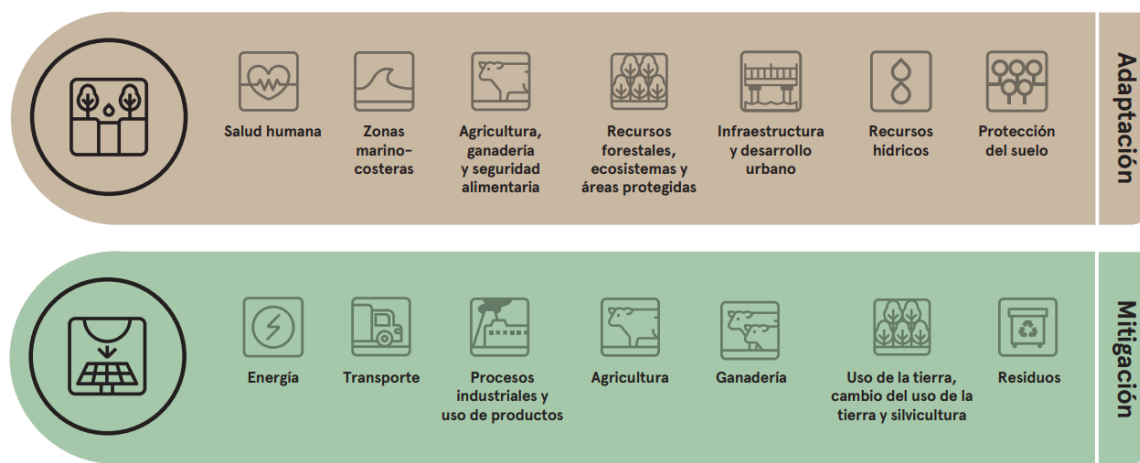 Adaptación
Salud humana
Zonas
marino-
costeras
Agricultura,
ganadería
y seguridad
alimentaria
Recursos
forestales,
ecosistemas y
áreas protegidas
Infraestructura
y desarrollo
urbano
Recursos
hídricos
Protección
del suelo
Mitigación
Energía
Transporte
Procesos
industriales y
uso de productos
Agricultura
Ganadería
Uso de la tierra,
cambio del uso de la
tierra y silvicultura
Residuos